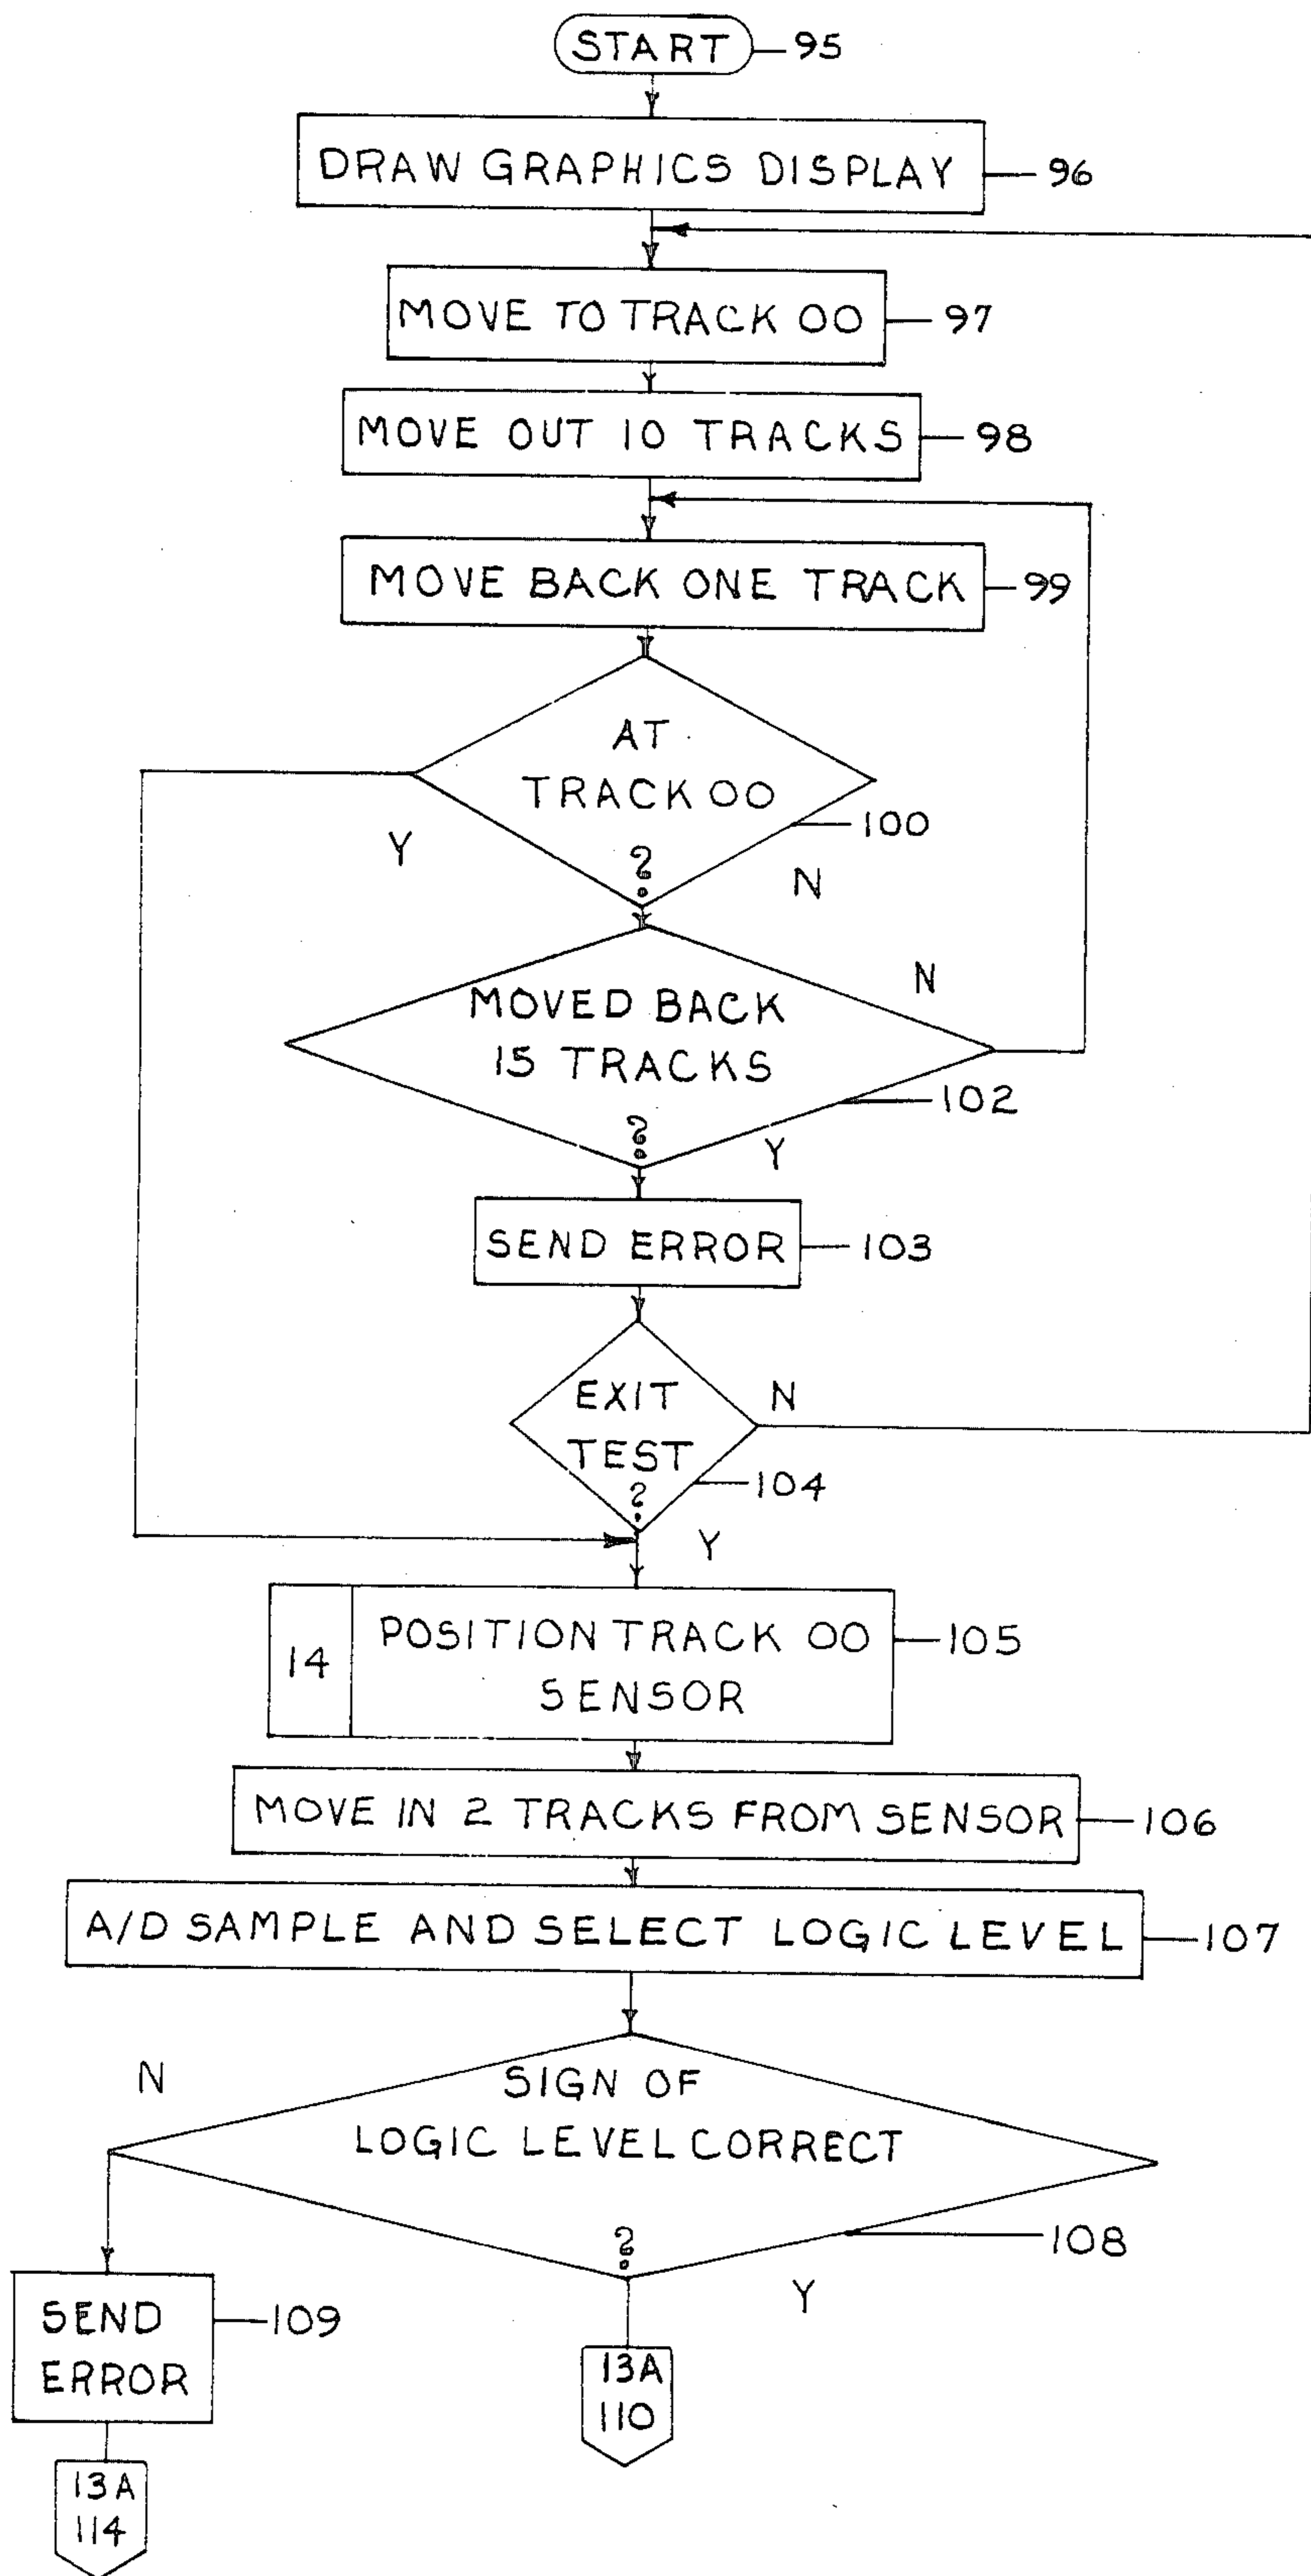 START
95
DRAW GRAPHICS DISPLAY
96
MOVE TO TRACK 00
97
MOVE OUT 10 TRACKS
98
MOVE BACK ONE TRACK
99
AT
TRACK 00
?
100
Y
N
MOVED BACK
15 TRACKS
?
N
102
Y
SEND ERROR
103
EXIT
TEST
?
N
104
Y
14
POSITION TRACK 00
SENSOR
105
MOVE IN 2 TRACKS FROM SENSOR
106
A/D SAMPLE AND SELECT LOGIC LEVEL
107
N
SIGN OF
LOGIC LEVEL CORRECT
?
108
Y
SEND
ERROR
109
13A
110
13A
114